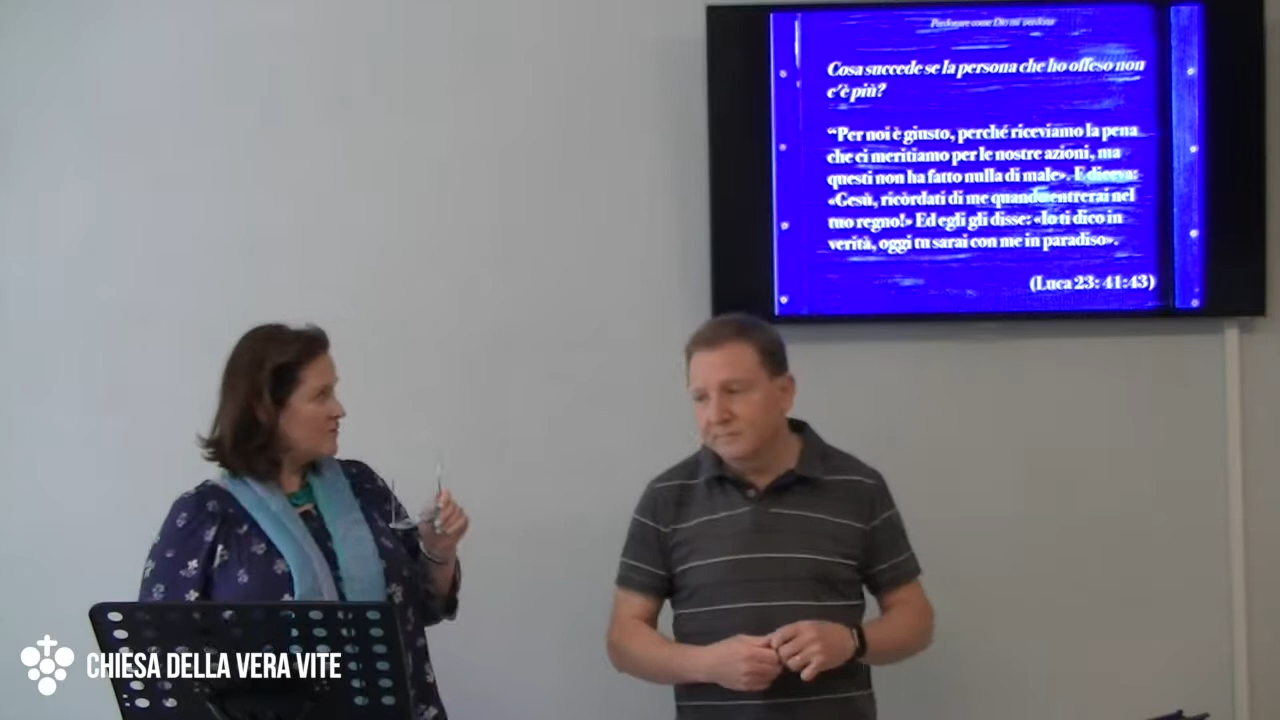 Perdonare come Dio mi perdona
Cosa succede se la persona che ho offeso non
c'è più?
“Per noi è giusto, perché riceviamo la pena
che ci meritiamo per le nostre azioni, ma
questi non ha fatto nulla di male». E diceva:
«Gesù, ricòrdati di me quando entrerai nel
tuo regno!» Ed egli gli disse: «Io ti dico in
verità, oggi tu sarai con me in paradiso».
(Luca 23: 41:43)
CHIESA DELLA VERA VITE